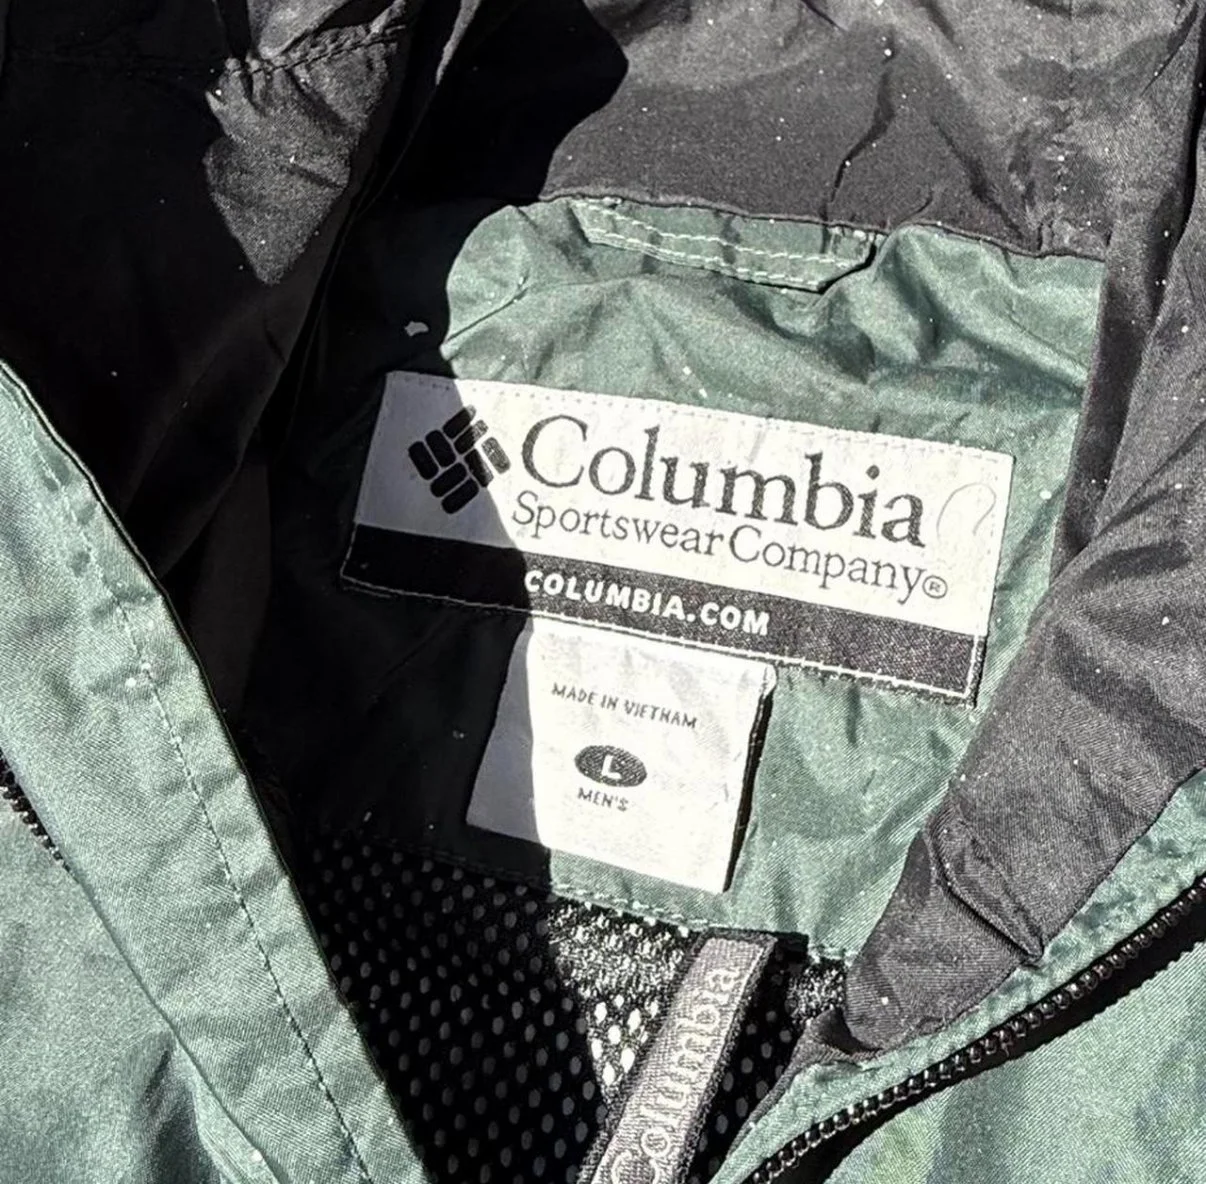 Columbia
Sportswear Company®
COLUMBIA.COM
MADE IN VIETNAM
L
MEN'S
Columbia